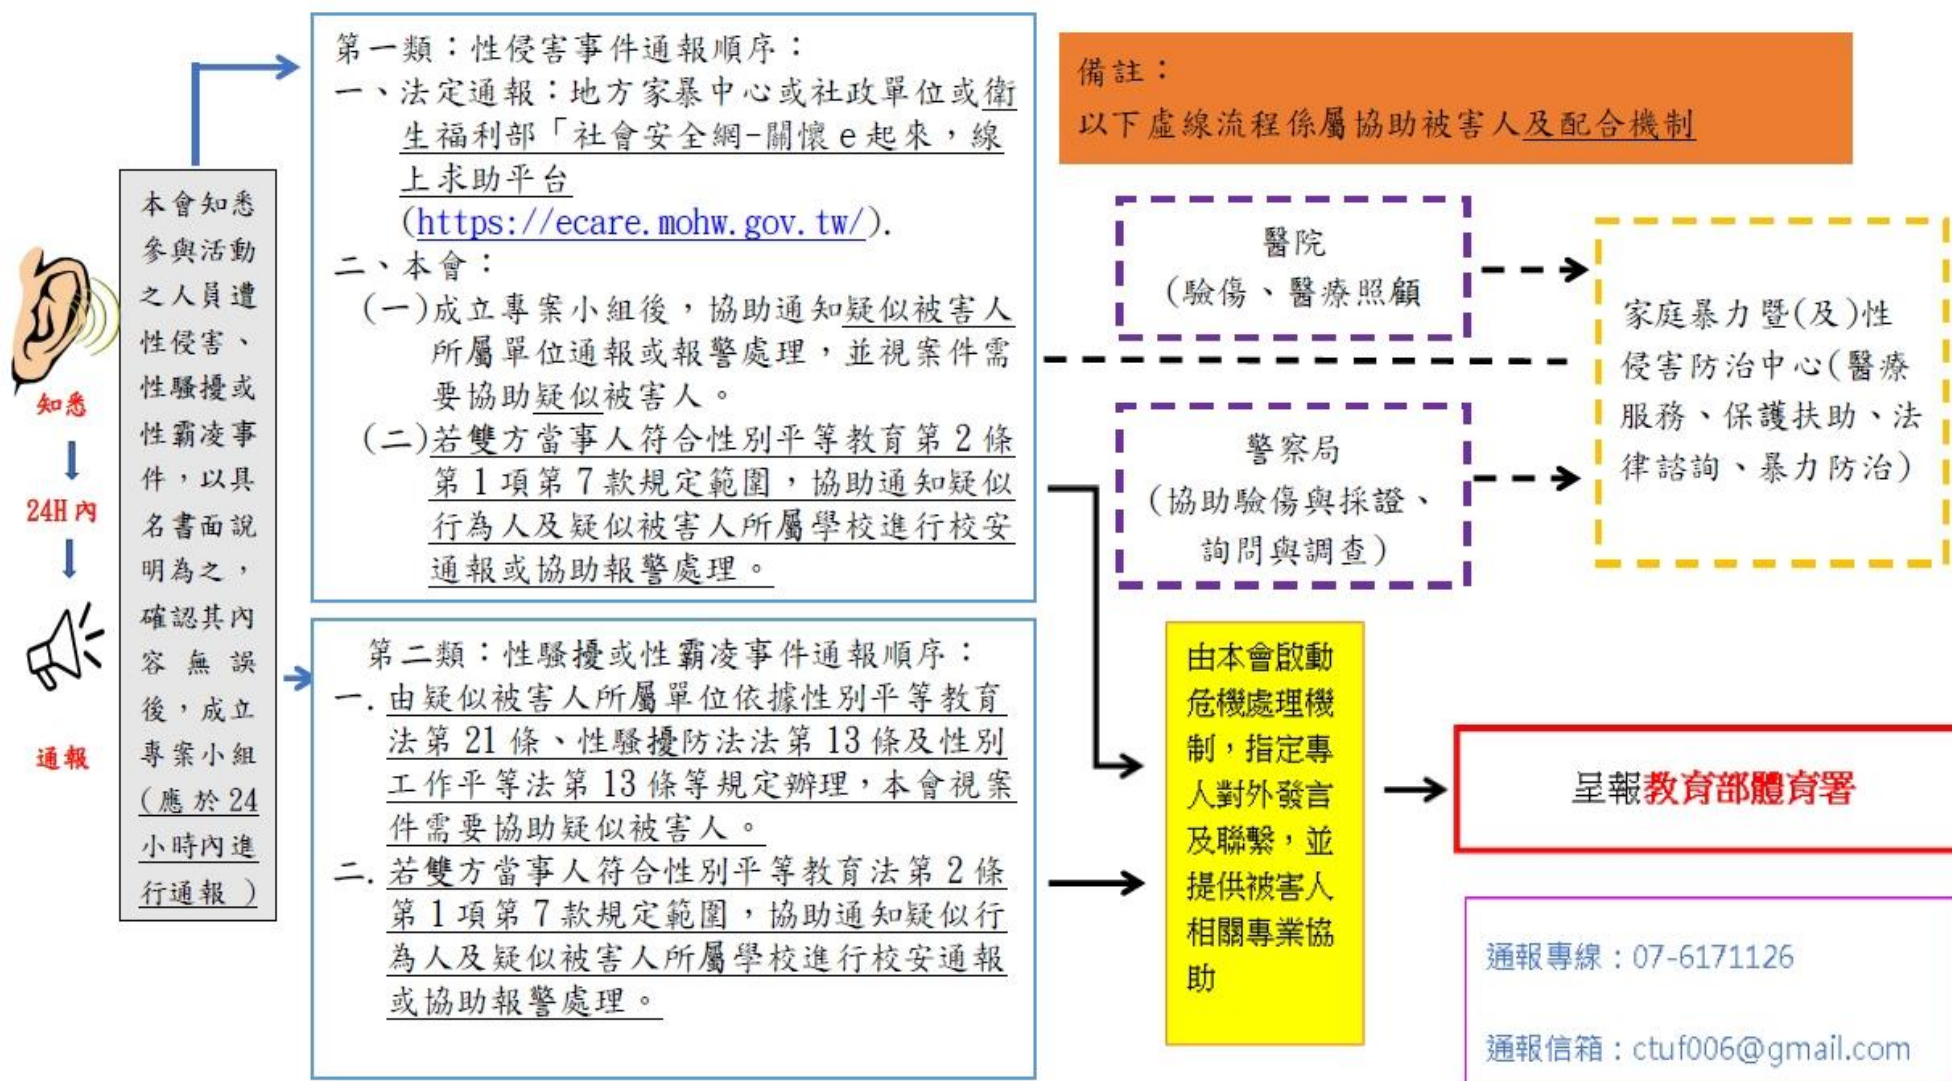 知悉
24H 內
通報
本會知悉
參與活動
之人員遭
性侵害、
性騷擾或
性霸凌事
件，以具
名書面說
明為之，
確認其內
容無誤
後，成立
專案小組
(應於 24
小時內進
行通報 )
第一類：性侵害事件通報順序：
一、法定通報：地方家暴中心或社政單位或衛
生福利部「社會安全網-關懷 e 起來，線
上求助平台
(https://ecare.mohw.gov.tw/).
二、本會：
(一)成立專案小組後，協助通知疑似被害人
所屬單位通報或報警處理，並視案件需
要協助疑似被害人。
(二)若雙方當事人符合性別平等教育第 2 條
第 1 項第 7 款規定範圍，協助通知疑似
行為人及疑似被害人所屬學校進行校安
通報或協助報警處理。
第二類：性騷擾或性霸凌事件通報順序：
一. 由疑似被害人所屬單位依據性別平等教育
法第 21 條、性騷擾防法法第 13 條及性別
工作平等法第 13 條等規定辦理，本會視案
件需要協助疑似被害人。
二. 若雙方當事人符合性別平等教育法第 2 條
第 1 項第 7 款規定範圍，協助通知疑似行
為人及疑似被害人所屬學校進行校安通報
或協助報警處理。
備註：
以下虛線流程係屬協助被害人及配合機制
醫院
(驗傷、醫療照顧
警察局
(協助驗傷與採證、
詢問與調查)
家庭暴力暨(及)性
侵害防治中心(醫療
服務、保護扶助、法
律諮詢、暴力防治)
由本會啟動
危機處理機
制，指定專
人對外發言
及聯繫，並
提供被害人
相關專業協
助
呈報教育部體育署
通報專線：07-6171126
通報信箱：ctuf006@gmail.com